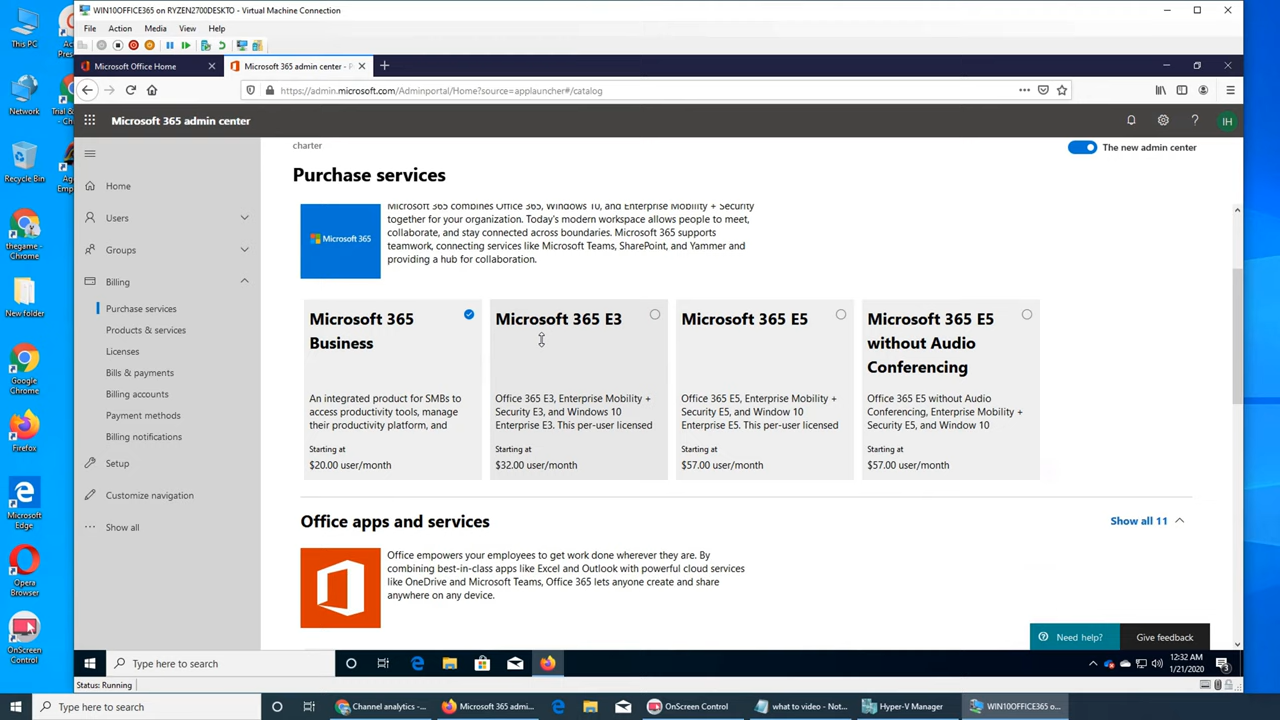 WIN10OFFICE365 on RYZEN2700DESKTO - Virtual Machine Connection
File Action Media View Help
Microsoft Office Home
Microsoft 365 admin center - P
https://admin.microsoft.com/Adminportal/Home?source=applauncher#/catalog
Microsoft 365 admin center
IH
charter
The new admin center
Purchase services
Home
Users
Groups
Billing
Purchase services
Products & services
Licenses
Bills & payments
Billing accounts
Payment methods
Billing notifications
Setup
Customize navigation
Show all
Microsoft 365
Microsoft 365 combines Office 365, Windows 10, and Enterprise Mobility + Security
together for your organization. Today's modern workspace allows people to meet,
collaborate, and stay connected across boundaries. Microsoft 365 supports
teamwork, connecting services like Microsoft Teams, SharePoint, and Yammer and
providing a hub for collaboration.
Microsoft 365
Business
An integrated product for SMBs to
access productivity tools, manage
their productivity platform, and
Starting at
$20.00 user/month
Microsoft 365 E3
Office 365 E3, Enterprise Mobility +
Security E3, and Windows 10
Enterprise E3. This per-user licensed
Starting at
$32.00 user/month
Microsoft 365 E5
Office 365 E5, Enterprise Mobility +
Security E5, and Window 10
Enterprise E5. This per-user licensed
Starting at
$57.00 user/month
Microsoft 365 E5
without Audio
Conferencing
Office 365 E5 without Audio
Conferencing, Enterprise Mobility +
Security E5, and Windows 10
Starting at
$57.00 user/month
Office apps and services
Show all 11
Office empowers your employees to get work done wherever they are. By
combining best-in-class apps like Excel and Outlook with powerful cloud services
like OneDrive and Microsoft Teams, Office 365 lets anyone create and share
anywhere on any device.
Need help?
Give feedback
Type here to search
12:32 AM
1/21/2020
3
Status: Running
This PC
Network
Recycle Bin
thegame -
Chrome
New folder
Google
Chrome
Firefox
Microsoft
Edge
Opera
Browser
OnScreen
Control
Type here to search
Channel analytics -...
Microsoft 365 admi...
OnScreen Control
what to video - Not...
Hyper-V Manager
WIN10OFFICE365 o...